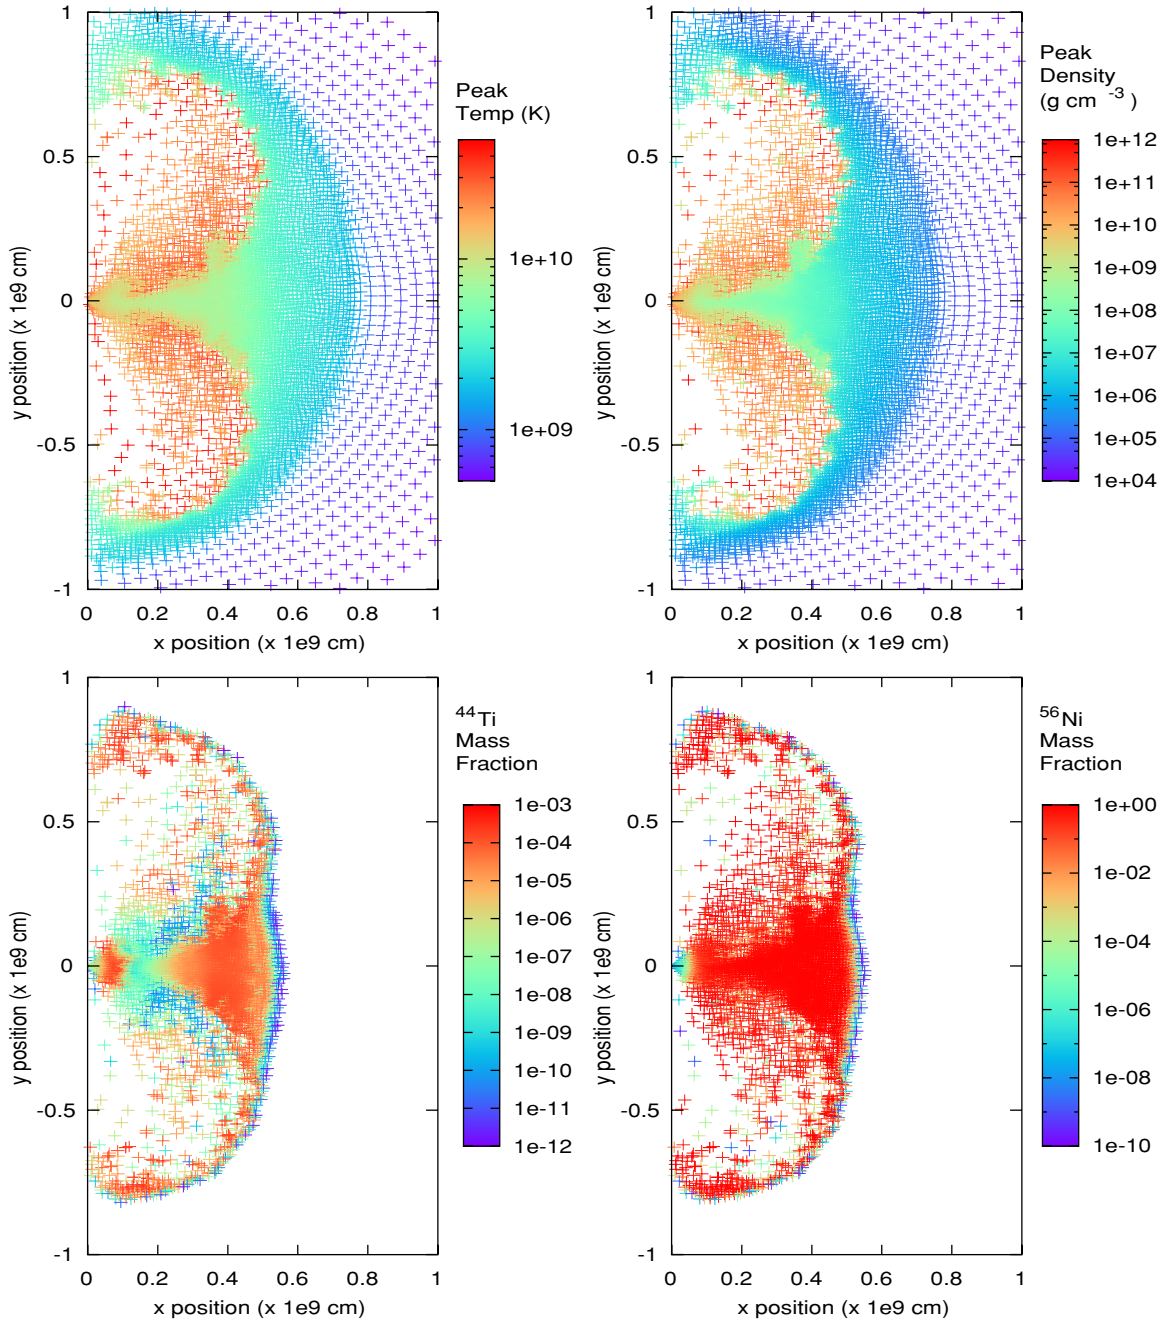 1
0.5
0
-0.5
-1
0
0.2
0.4
0.6
0.8
1
x position (x 1e9 cm)
y position (x 1e9 cm)
Peak
Temp (K)
1e+10
1e+09
1
0.5
0
-0.5
-1
0
0.2
0.4
0.6
0.8
1
x position (x 1e9 cm)
y position (x 1e9 cm)
Peak
Density
(g cm -3 )
1e+12
1e+11
1e+10
1e+09
1e+08
1e+07
1e+06
1e+05
1e+04
1
0.5
0
-0.5
-1
0
0.2
0.4
0.6
0.8
1
x position (x 1e9 cm)
y position (x 1e9 cm)
44Ti
Mass
Fraction
1e-03
1e-04
1e-05
1e-06
1e-07
1e-08
1e-09
1e-10
1e-11
1e-12
1
0.5
0
-0.5
-1
0
0.2
0.4
0.6
0.8
1
x position (x 1e9 cm)
y position (x 1e9 cm)
56Ni
Mass
Fraction
1e+00
1e-02
1e-04
1e-06
1e-08
1e-10